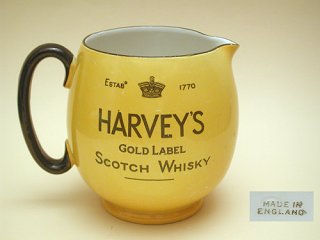 ESTABD 1770
HARVEY'S
GOLD LABEL
SCOTCH WHISKY
MADE IN
ENGLAND